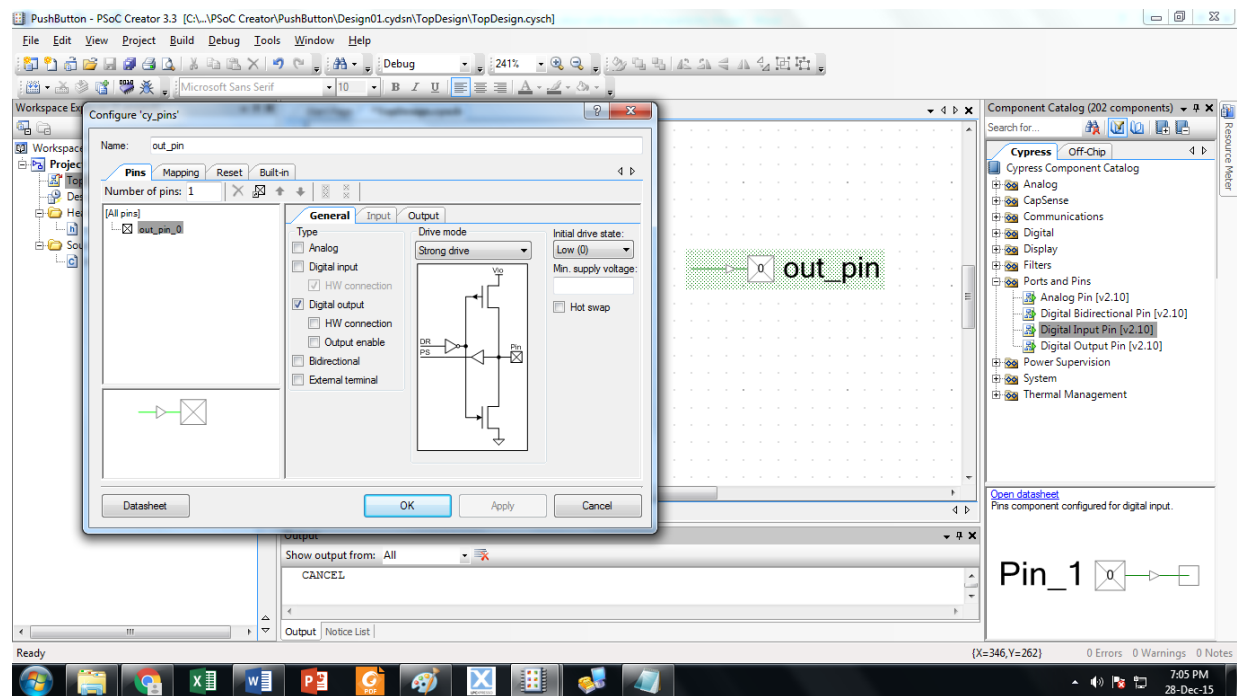 PushButton - PSoC Creator 3.3 [C:\...\PSoC Creator\PushButton\Design01.cydsn\TopDesign\TopDesign.cysch]
File Edit View Project Build Debug Tools Window Help
Debug 241%
Microsoft Sans Serif 10 B I U A
Workspace Ex
Workspace
Projec
Top
Des
Hea
h
Sou
c
Configure 'cy_pins'
Name: out_pin
Pins Mapping Reset Built-in
Number of pins: 1
[All pins]
out_pin_0
General Input Output
Type
Analog
Digital input
HW connection
Digital output
HW connection
Output enable
Bidirectional
External terminal
Drive mode
Strong drive
Vio
DR
PS
Pin
Initial drive state:
Low (0)
Min. supply voltage:
Hot swap
Datasheet OK Apply Cancel
0 out_pin
Output
Show output from: All
CANCEL
Output Notice List
Component Catalog (202 components)
Search for...
Cypress Off-Chip
Cypress Component Catalog
Analog
CapSense
Communications
Digital
Display
Filters
Ports and Pins
Analog Pin [v2.10]
Digital Bidirectional Pin [v2.10]
Digital Input Pin [v2.10]
Digital Output Pin [v2.10]
Power Supervision
System
Thermal Management
Open datasheet
Pins component configured for digital input.
Pin_1 0
Resource Meter
Ready {X=346,Y=262} 0 Errors 0 Warnings 0 Notes
7:05 PM
28-Dec-15